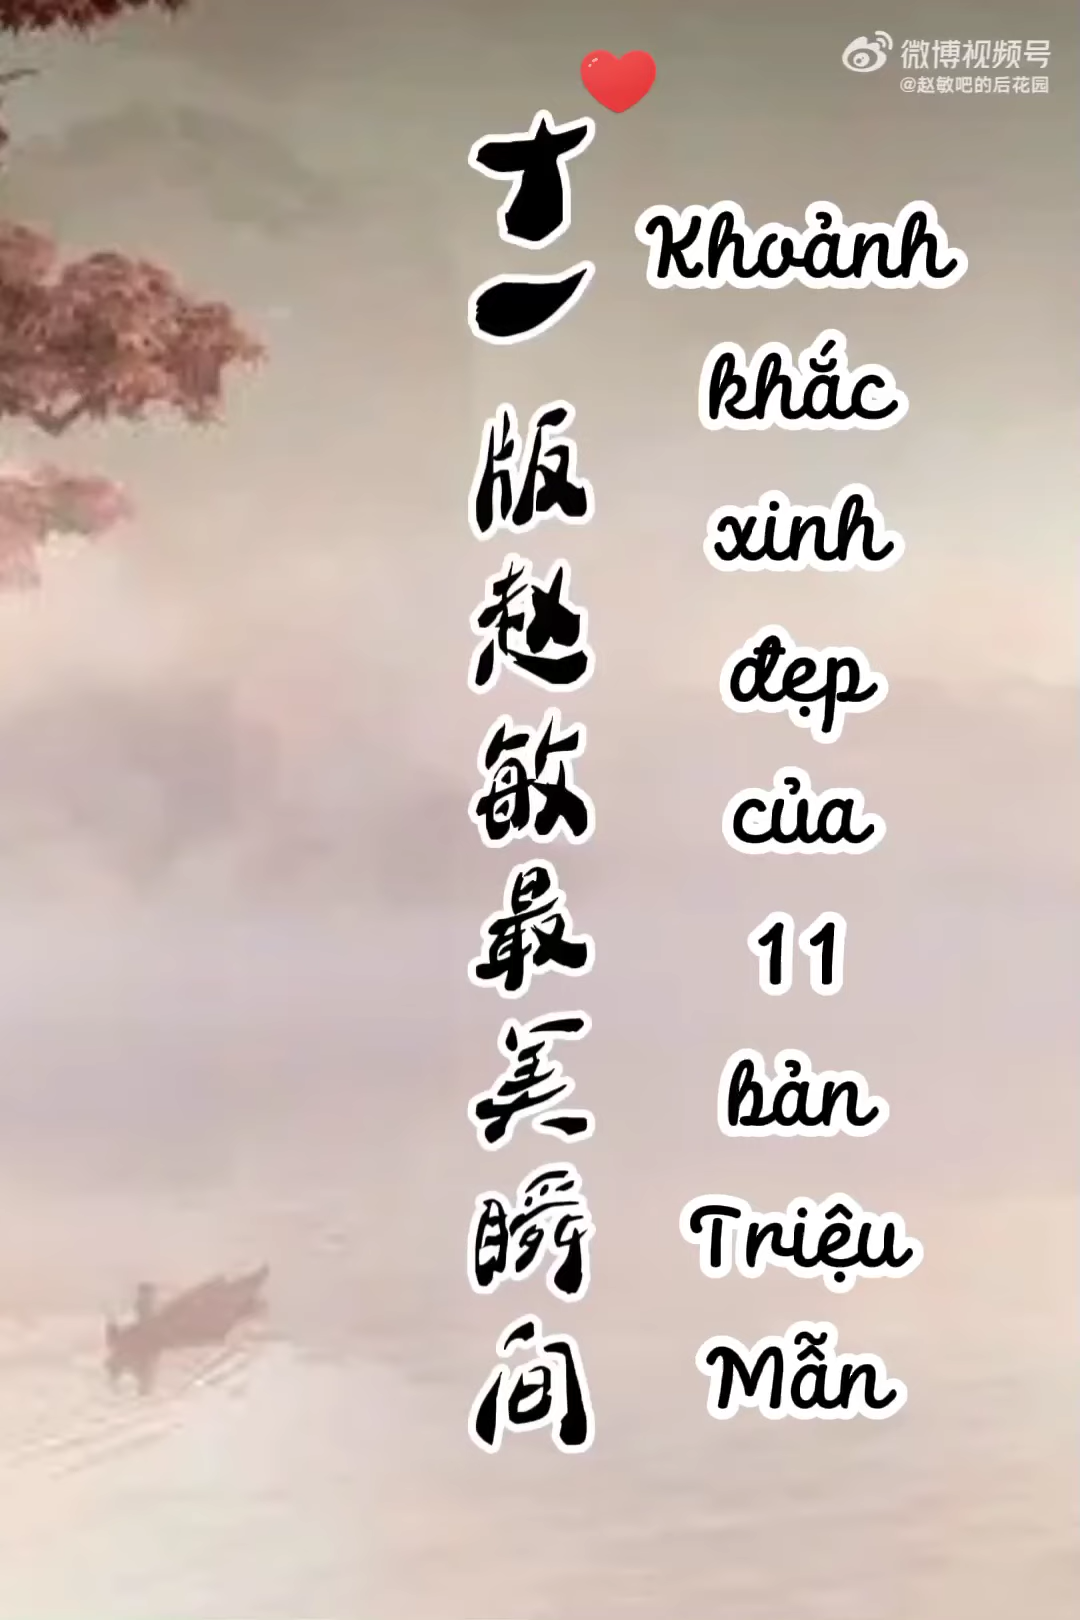 微博视频号
@赵敏吧的后花园
十一版赵敏最美瞬间
Khoảnh
khắc
xinh
đẹp
của
11
bản
Triệu
Mẫn